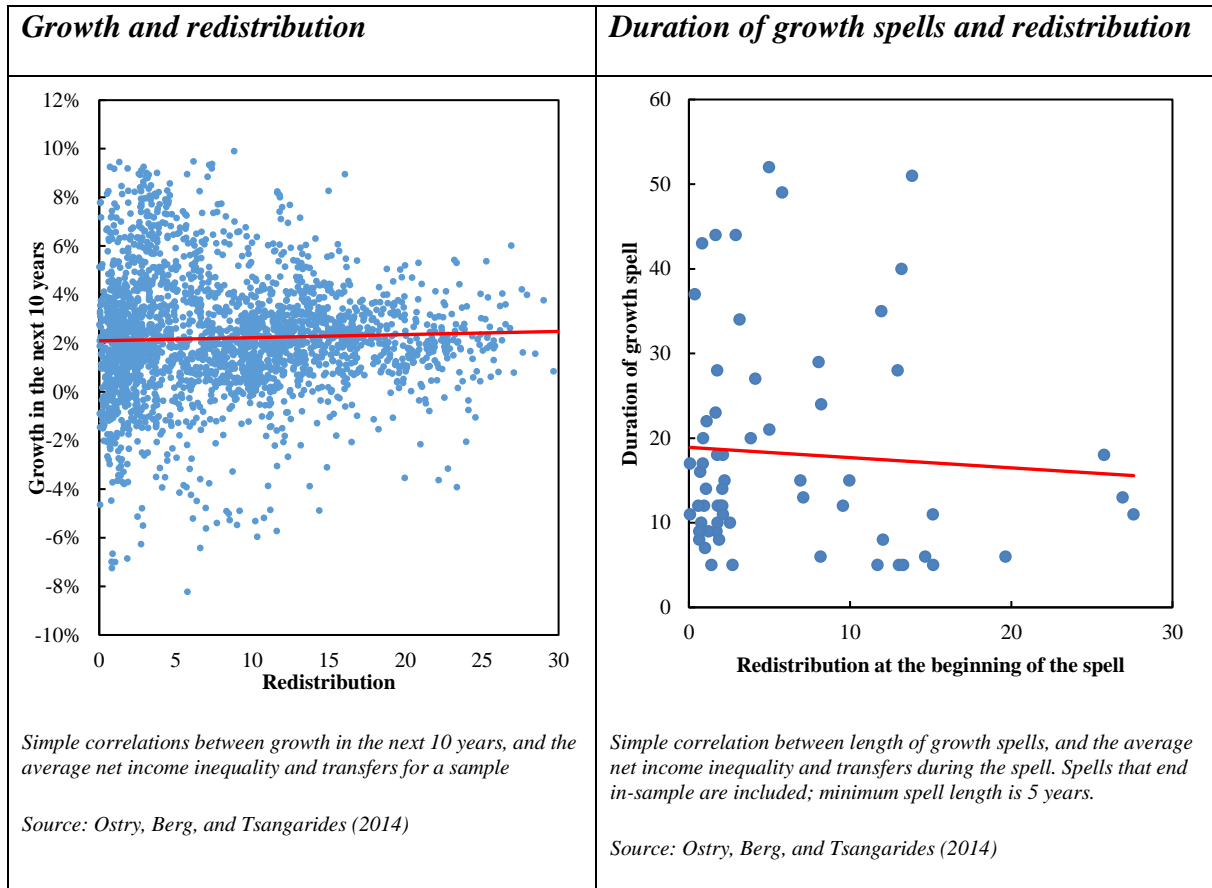 Growth and redistribution
Duration of growth spells and redistribution
12%
10%
8%
6%
4%
2%
0%
-2%
-4%
-6%
-8%
-10%
Growth in the next 10 years
0 5 10 15 20 25 30
Redistribution
Simple correlations between growth in the next 10 years, and the
average net income inequality and transfers for a sample
Source: Ostry, Berg, and Tsangarides (2014)
60
50
40
30
20
10
0
Duration of growth spell
0 10 20 30
Redistribution at the beginning of the spell
Simple correlation between length of growth spells, and the average
net income inequality and transfers during the spell. Spells that end
in-sample are included; minimum spell length is 5 years.
Source: Ostry, Berg, and Tsangarides (2014)